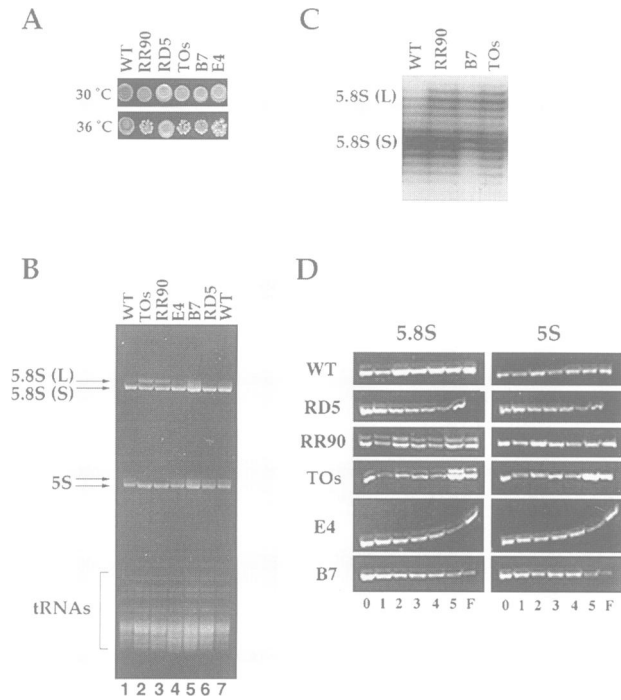 A
WT RR90 RD5 TOs B7 E4
30 °C
36 °C
C
WT RR90 B7 TOs
5.8S (L)
5.8S (S)
B
WT TOs RR90 E4 B7 RD5 WT
5.8S (L)
5.8S (S)
5S
tRNAs
1 2 3 4 5 6 7
D
5.8S 5S
WT
RD5
RR90
TOs
E4
B7
0 1 2 3 4 5 F 0 1 2 3 4 5 F